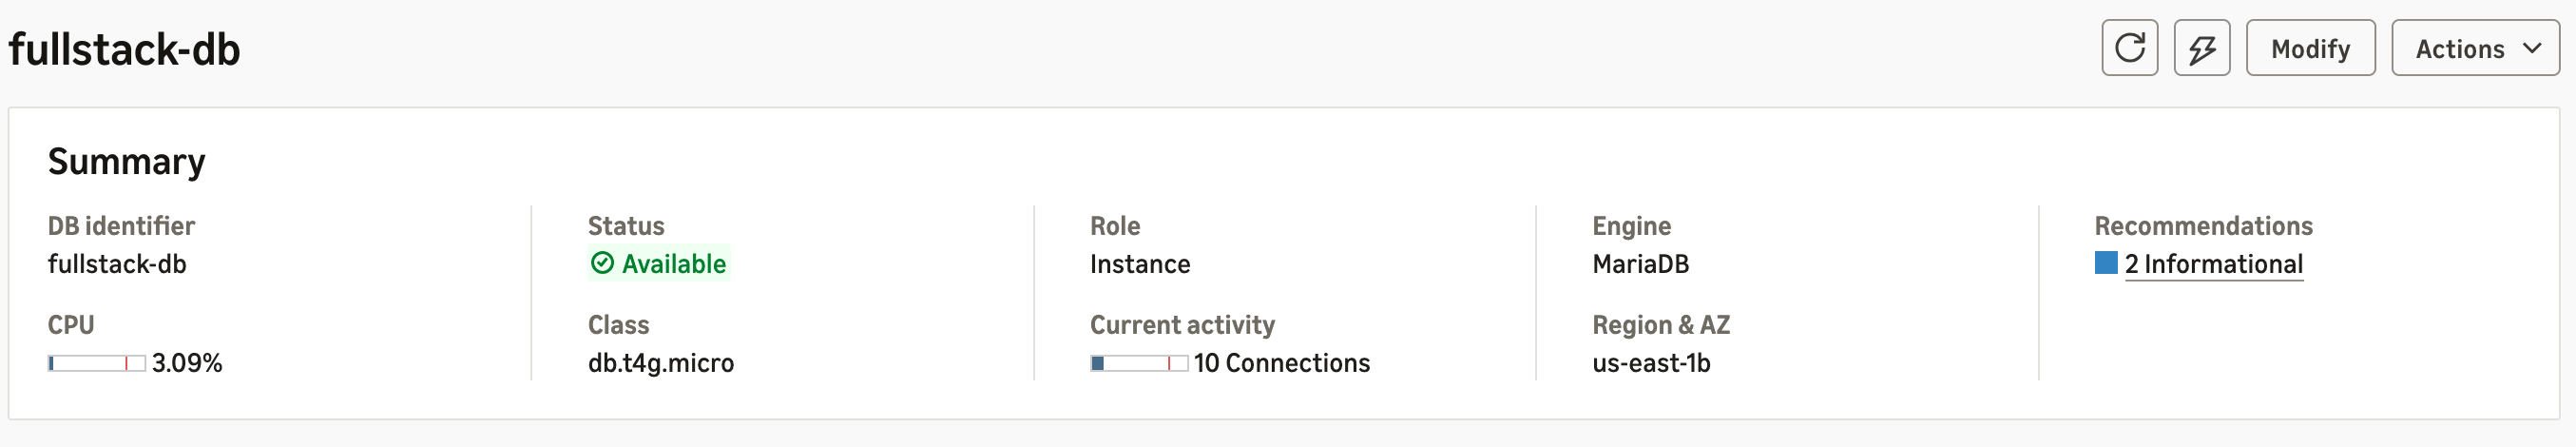 fullstack-db
Modify
Actions
Summary
DB identifier
fullstack-db
Status
Available
Role
Instance
Engine
MariaDB
Recommendations
2 Informational
CPU
3.09%
Class
db.t4g.micro
Current activity
10 Connections
Region & AZ
us-east-1b